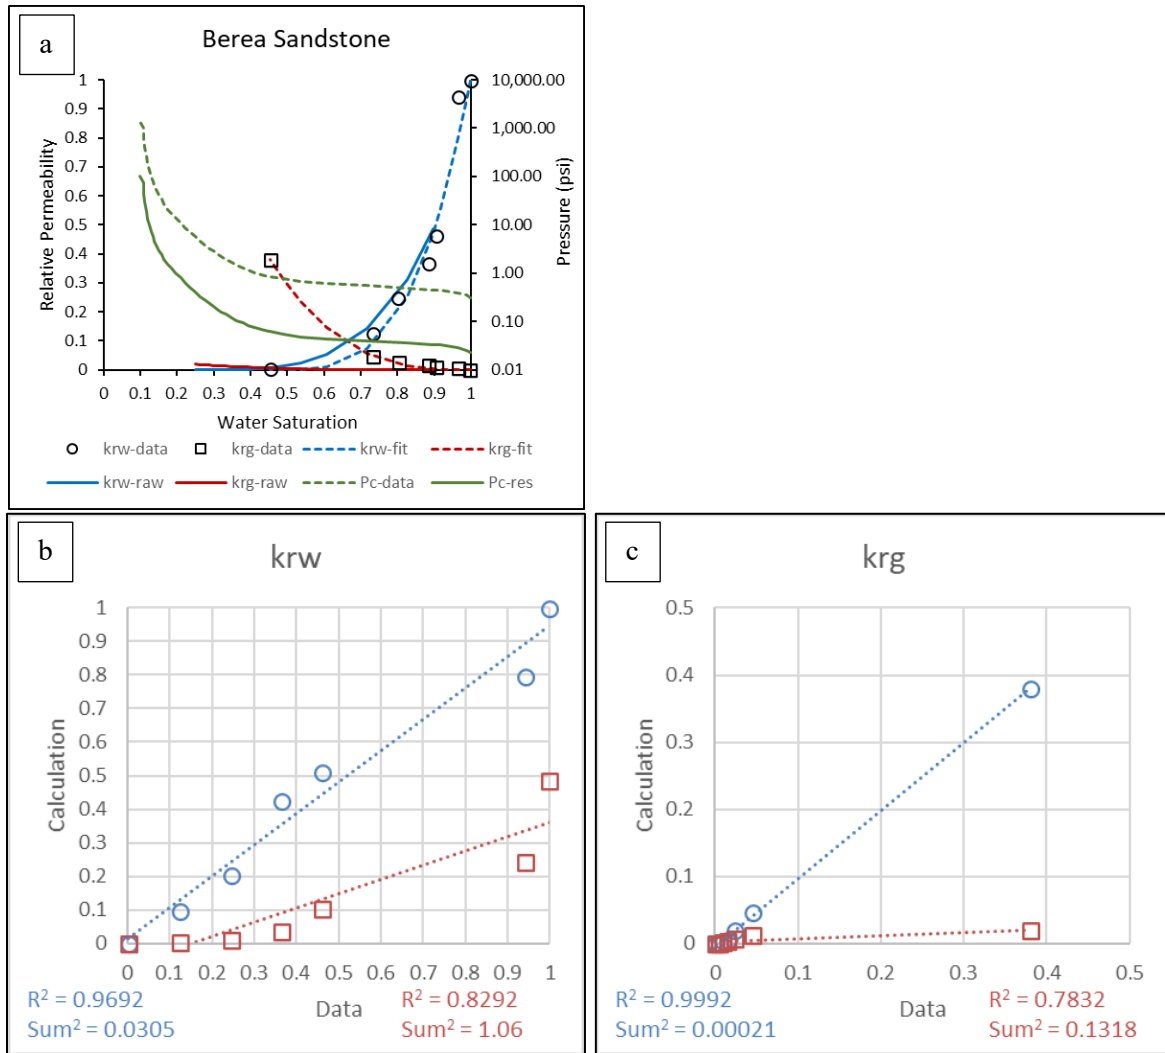 a
Berea Sandstone
1
0.9
0.8
0.7
0.6
0.5
0.4
0.3
0.2
0.1
0
Relative Permeability
10,000.00
1,000.00
100.00
10.00
1.00
0.10
0.01
Pressure (psi)
0 0.1 0.2 0.3 0.4 0.5 0.6 0.7 0.8 0.9 1
Water Saturation
krw-data krg-data krw-fit krg-fit
krw-raw krg-raw Pc-data Pc-res
b
krw
1
0.9
0.8
0.7
0.6
0.5
0.4
0.3
0.2
0.1
0
Calculation
0 0.1 0.2 0.3 0.4 0.5 0.6 0.7 0.8 0.9 1
Data
R² = 0.9692
Sum² = 0.0305
R² = 0.8292
Sum² = 1.06
c
krg
0.5
0.4
0.3
0.2
0.1
0
Calculation
0 0.1 0.2 0.3 0.4 0.5
Data
R² = 0.9992
Sum² = 0.00021
R² = 0.7832
Sum² = 0.1318